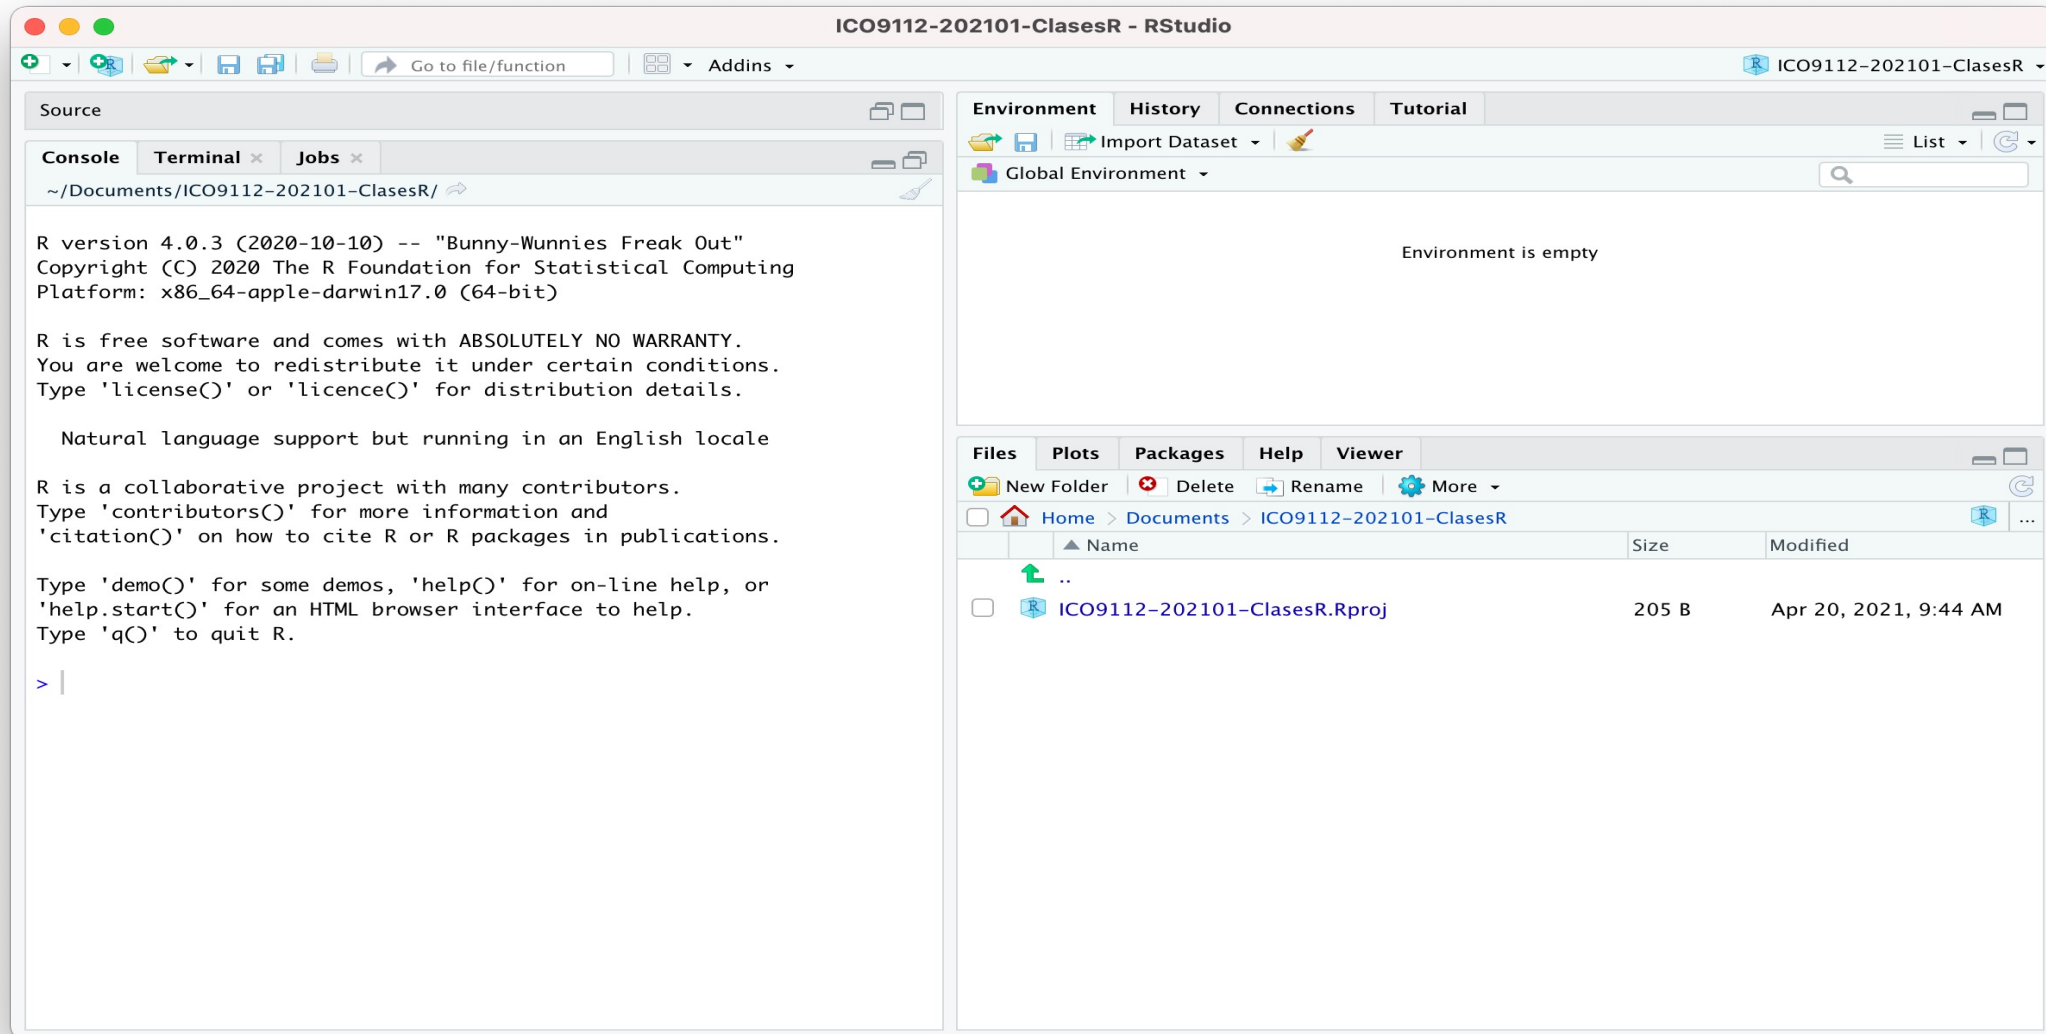 ICO9112-202101-ClasesR - RStudio
Go to file/function Addins ICO9112-202101-ClasesR
Source
Console Terminal Jobs
~/Documents/ICO9112-202101-ClasesR/
R version 4.0.3 (2020-10-10) -- "Bunny-Wunnies Freak Out"
Copyright (C) 2020 The R Foundation for Statistical Computing
Platform: x86_64-apple-darwin17.0 (64-bit)
R is free software and comes with ABSOLUTELY NO WARRANTY.
You are welcome to redistribute it under certain conditions.
Type 'license()' or 'licence()' for distribution details.
Natural language support but running in an English locale
R is a collaborative project with many contributors.
Type 'contributors()' for more information and
'citation()' on how to cite R or R packages in publications.
Type 'demo()' for some demos, 'help()' for on-line help, or
'help.start()' for an HTML browser interface to help.
Type 'q()' to quit R.
>
Environment History Connections Tutorial
Import Dataset List
Global Environment
Environment is empty
Files Plots Packages Help Viewer
New Folder Delete Rename More
Home > Documents > ICO9112-202101-ClasesR R ...
Name Size Modified
..
ICO9112-202101-ClasesR.Rproj 205 B Apr 20, 2021, 9:44 AM